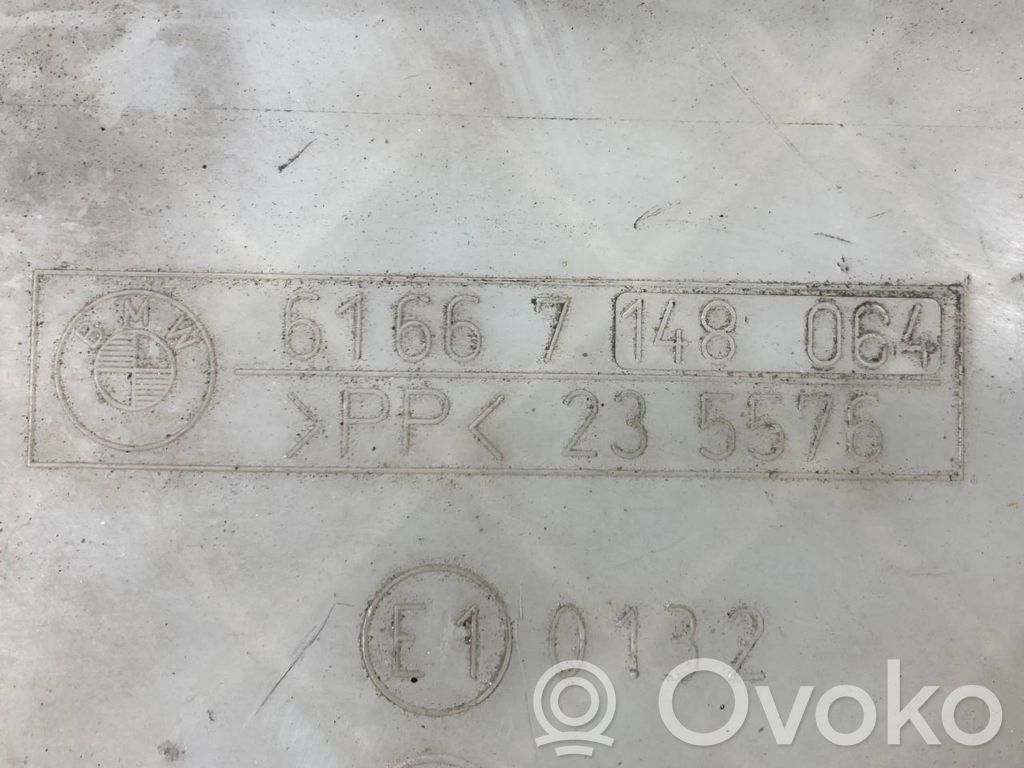 BMW
6166 7 148 064
>PP< 23 5576
E1 0132
Ovoko